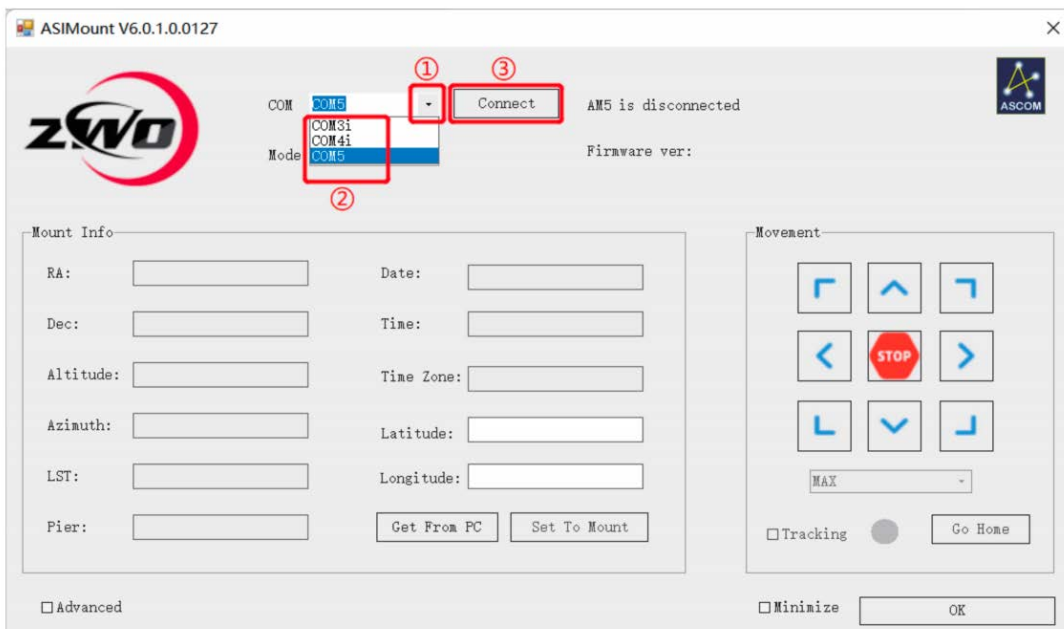 ASIMount V6.0.1.0.0127
① ③
COM COM5 Connect AM5 is disconnected
COM3i
COM4i
Mode COM5 Firmware ver:
②
ZWO
ASCOM
Mount Info
RA: Date:
Dec: Time:
Altitude: Time Zone:
Azimuth: Latitude:
LST: Longitude:
Pier: Get From PC Set To Mount
Movement
STOP
MAX
Tracking Go Home
Advanced Minimize OK